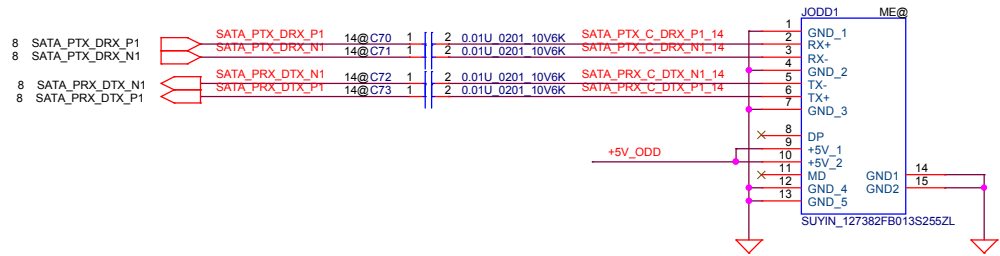 JODD1 ME@
1 GND_1
8 SATA_PTX_DRX_P1 SATA_PTX_DRX_P1 14@ C70 1 2 0.01U_0201_10V6K SATA_PTX_C_DRX_P1_14 2 RX+
8 SATA_PTX_DRX_N1 SATA_PTX_DRX_N1 14@ C71 1 2 0.01U_0201_10V6K SATA_PTX_C_DRX_N1_14 3 RX-
4 GND_2
8 SATA_PRX_DTX_N1 SATA_PRX_DTX_N1 14@ C72 1 2 0.01U_0201_10V6K SATA_PRX_C_DTX_N1_14 5 TX-
8 SATA_PRX_DTX_P1 SATA_PRX_DTX_P1 14@ C73 1 2 0.01U_0201_10V6K SATA_PRX_C_DTX_P1_14 6 TX+
7 GND_3
8 DP
9 +5V_1
+5V_ODD 10 +5V_2
11 MD GND1 14
12 GND_4 GND2 15
13 GND_5
SUYIN_127382FB013S255ZL